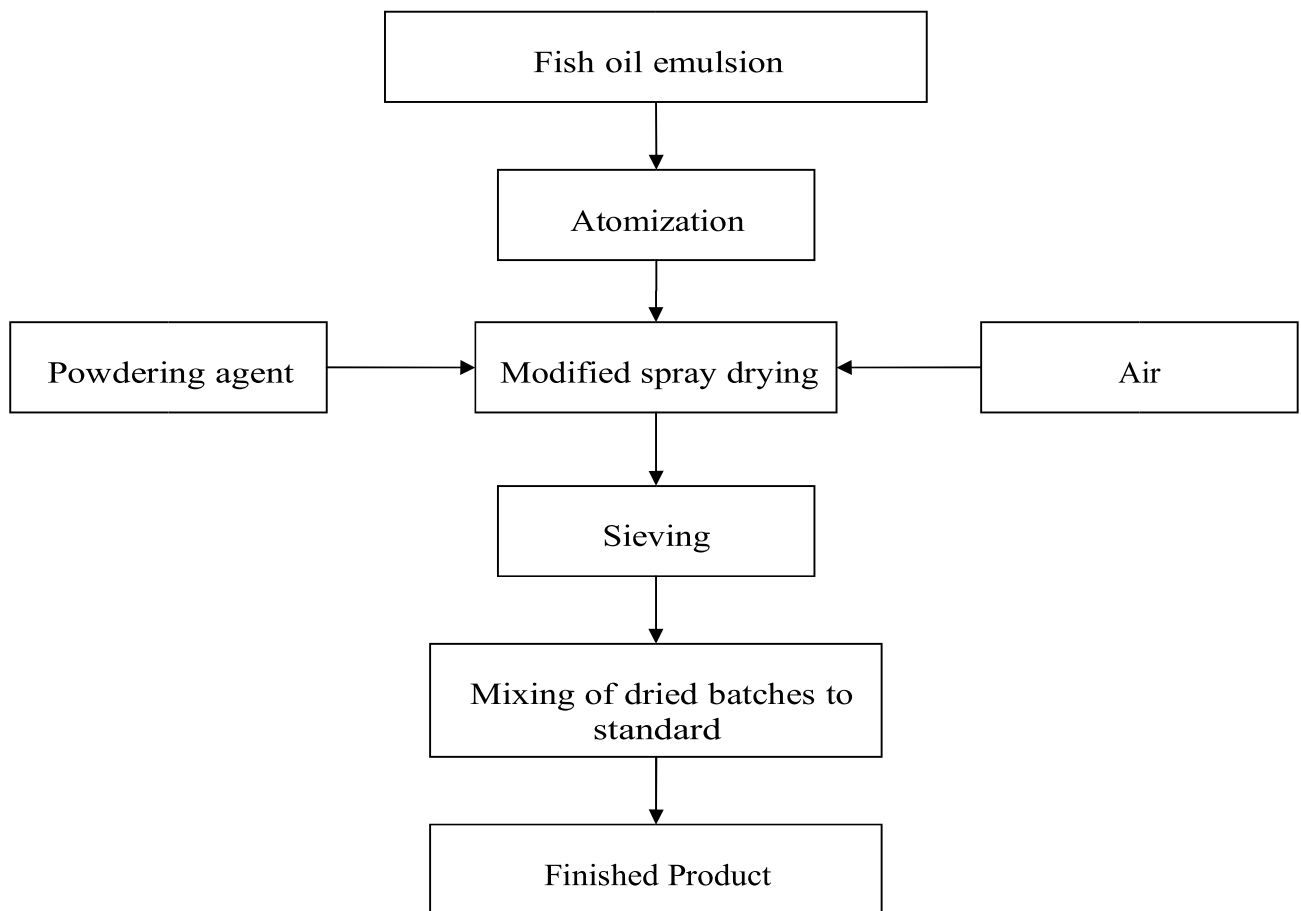 Fish oil emulsion
Atomization
Powdering agent
Modified spray drying
Air
Sieving
Mixing of dried batches to
standard
Finished Product